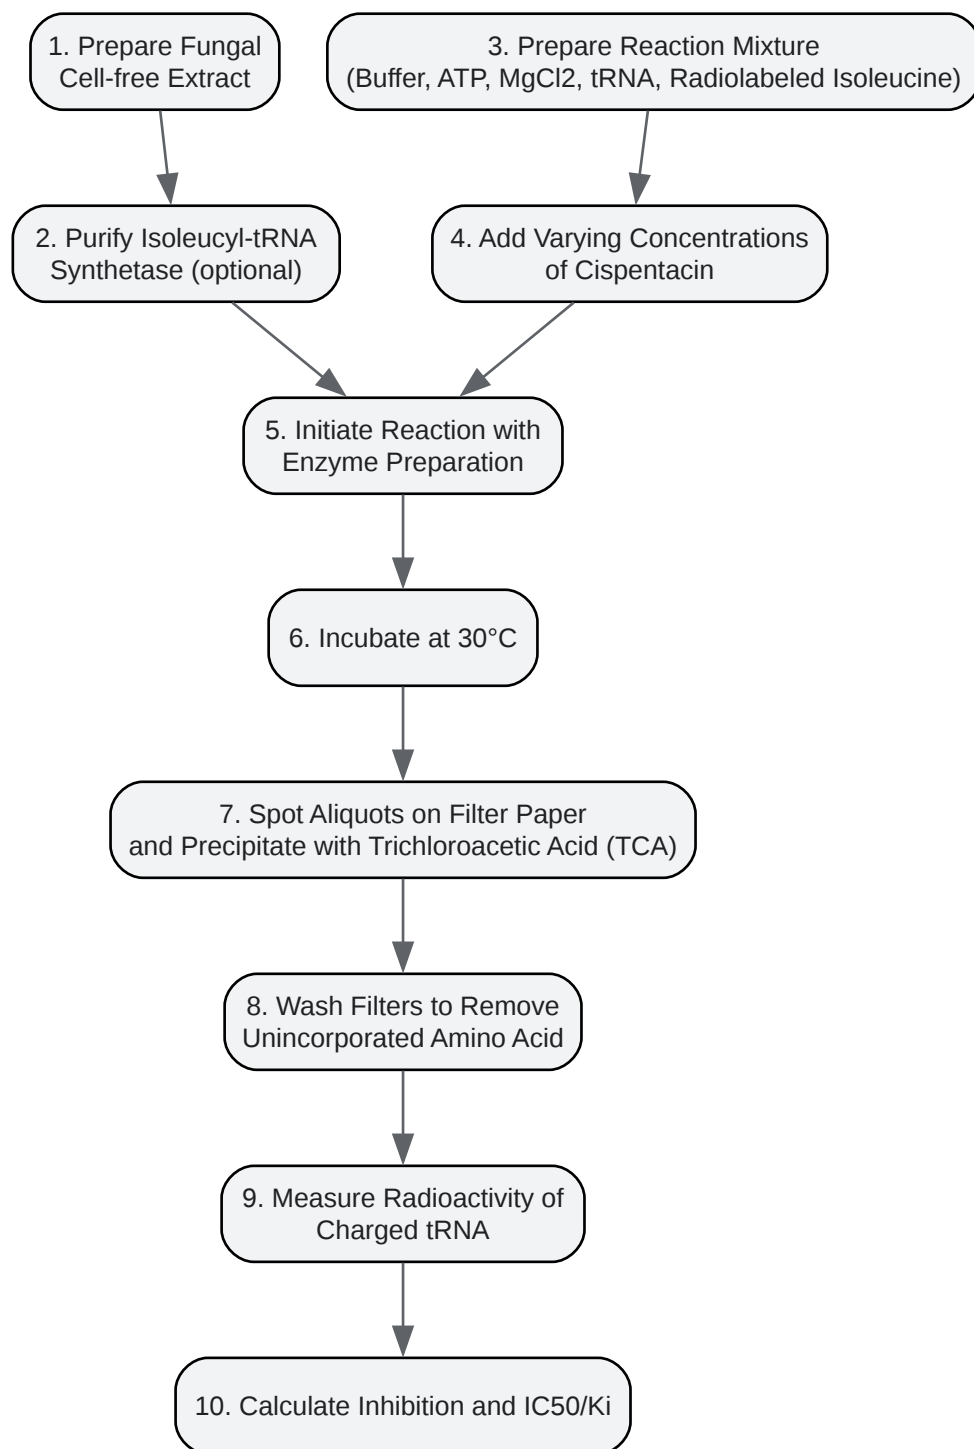 1. Prepare Fungal
Cell-free Extract
3. Prepare Reaction Mixture
(Buffer, ATP, MgCl2, tRNA, Radiolabeled Isoleucine)
2. Purify Isoleucyl-tRNA
Synthetase (optional)
4. Add Varying Concentrations
of Cispentacin
5. Initiate Reaction with
Enzyme Preparation
6. Incubate at 30°C
7. Spot Aliquots on Filter Paper
and Precipitate with Trichloroacetic Acid (TCA)
8. Wash Filters to Remove
Unincorporated Amino Acid
9. Measure Radioactivity of
Charged tRNA
10. Calculate Inhibition and IC50/Ki